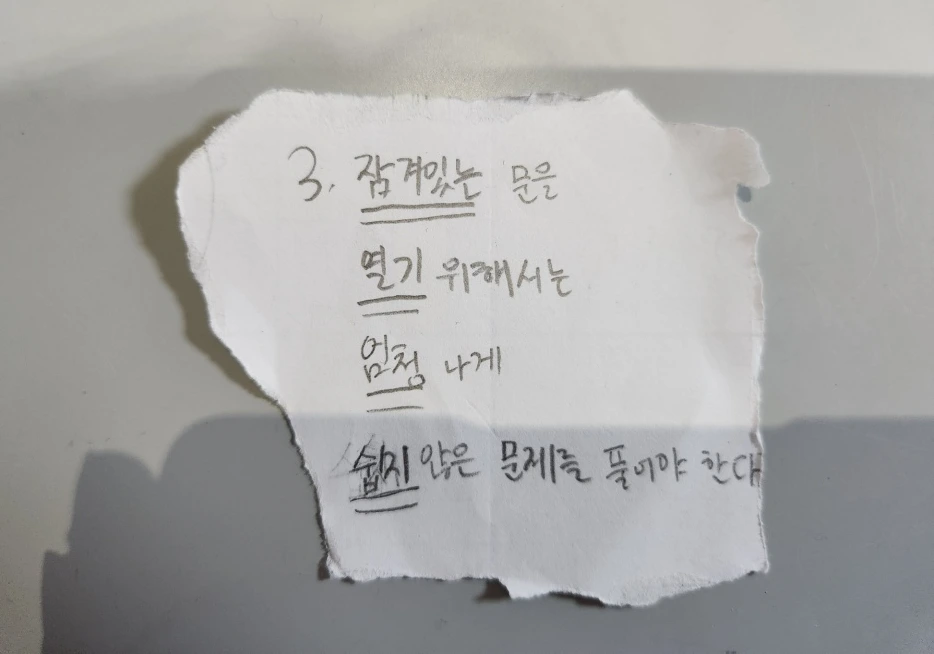 3. 잠겨있는 문을
열기 위해서는
엄청 나게
쉽지 않은 문제를 풀어야 한다